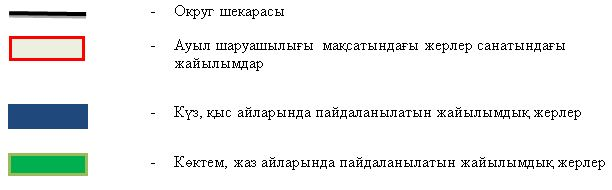 - Округ шекарасы
- Ауыл шаруашылығы мақсатындағы жерлер санатындағы
жайылымдар
- Күз, қыс айларында пайдаланылатын жайылымдық жерлер
- Көктем, жаз айларында пайдаланылатын жайылымдық жерлер